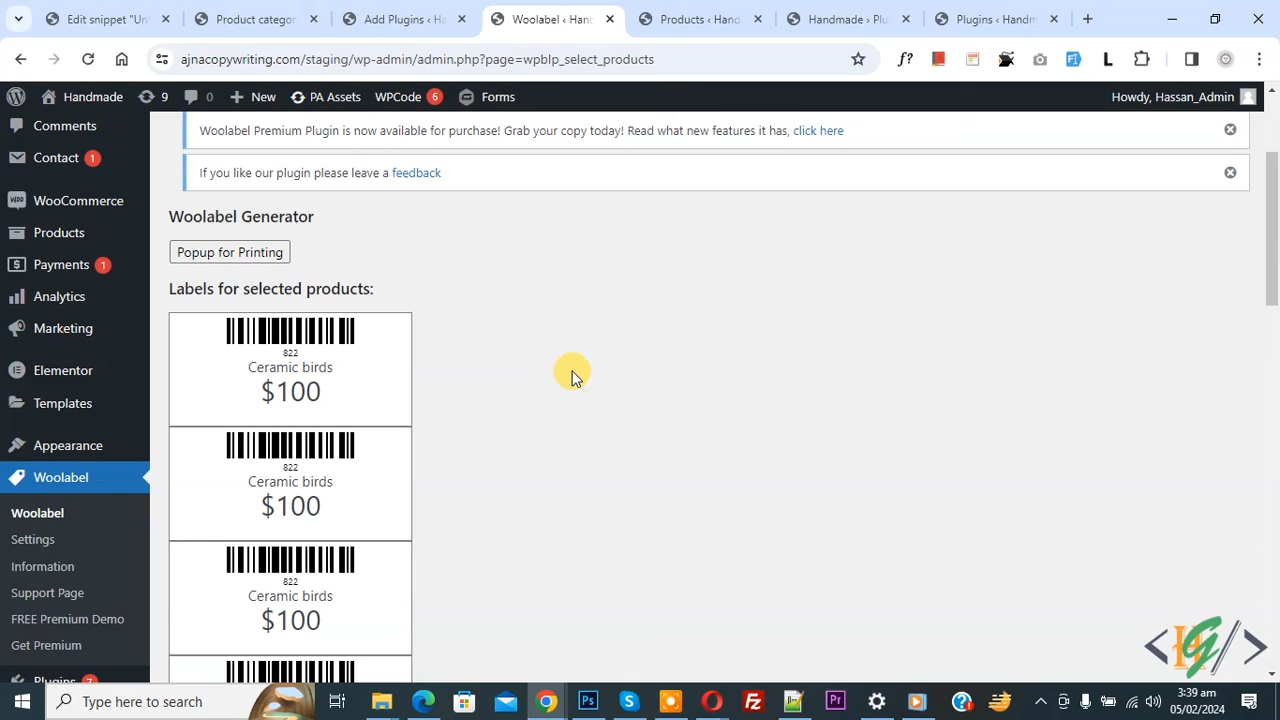 Edit snippet "Un
Product categor
Add Plugins ‹ H
Woolabel ‹ Han
Products ‹ Hand
Handmade › Plu
Plugins ‹ Handm
ajnacopywriting.com/staging/wp-admin/admin.php?page=wpblp_select_products
Handmade
9
0
New
PA Assets
WPCode 6
Forms
Howdy, Hassan_Admin
Comments
Contact 1
WooCommerce
Products
Payments 1
Analytics
Marketing
Elementor
Templates
Appearance
Woolabel
Woolabel
Settings
Information
Support Page
FREE Premium Demo
Get Premium
Plugins 7
Woolabel Premium Plugin is now available for purchase! Grab your copy today! Read what new features it has, click here
If you like our plugin please leave a feedback
Woolabel Generator
Popup for Printing
Labels for selected products:
822
Ceramic birds
$100
822
Ceramic birds
$100
822
Ceramic birds
$100
Type here to search
3:39 am
05/02/2024